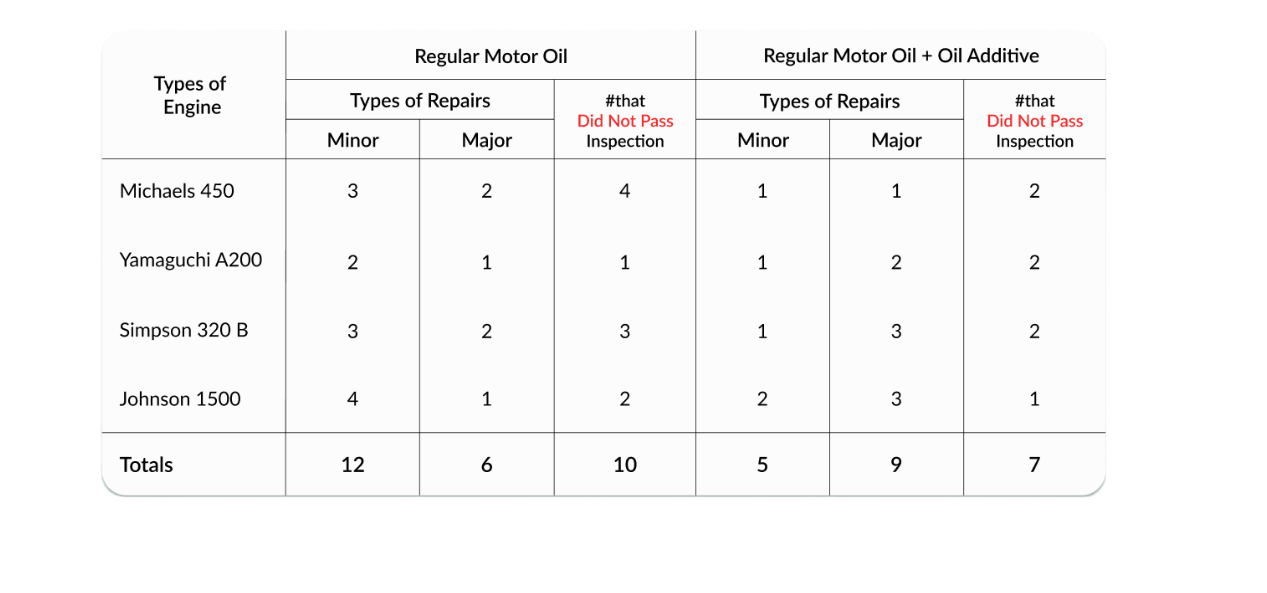 Types of
Engine
Regular Motor Oil
Regular Motor Oil + Oil Additive
Types of Repairs
#that
Did Not Pass
Inspection
Types of Repairs
#that
Did Not Pass
Inspection
Minor Major
Minor Major
Michaels 450 3 2 4 1 1 2
Yamaguchi A200 2 1 1 1 2 2
Simpson 320 B 3 2 3 1 3 2
Johnson 1500 4 1 2 2 3 1
Totals 12 6 10 5 9 7